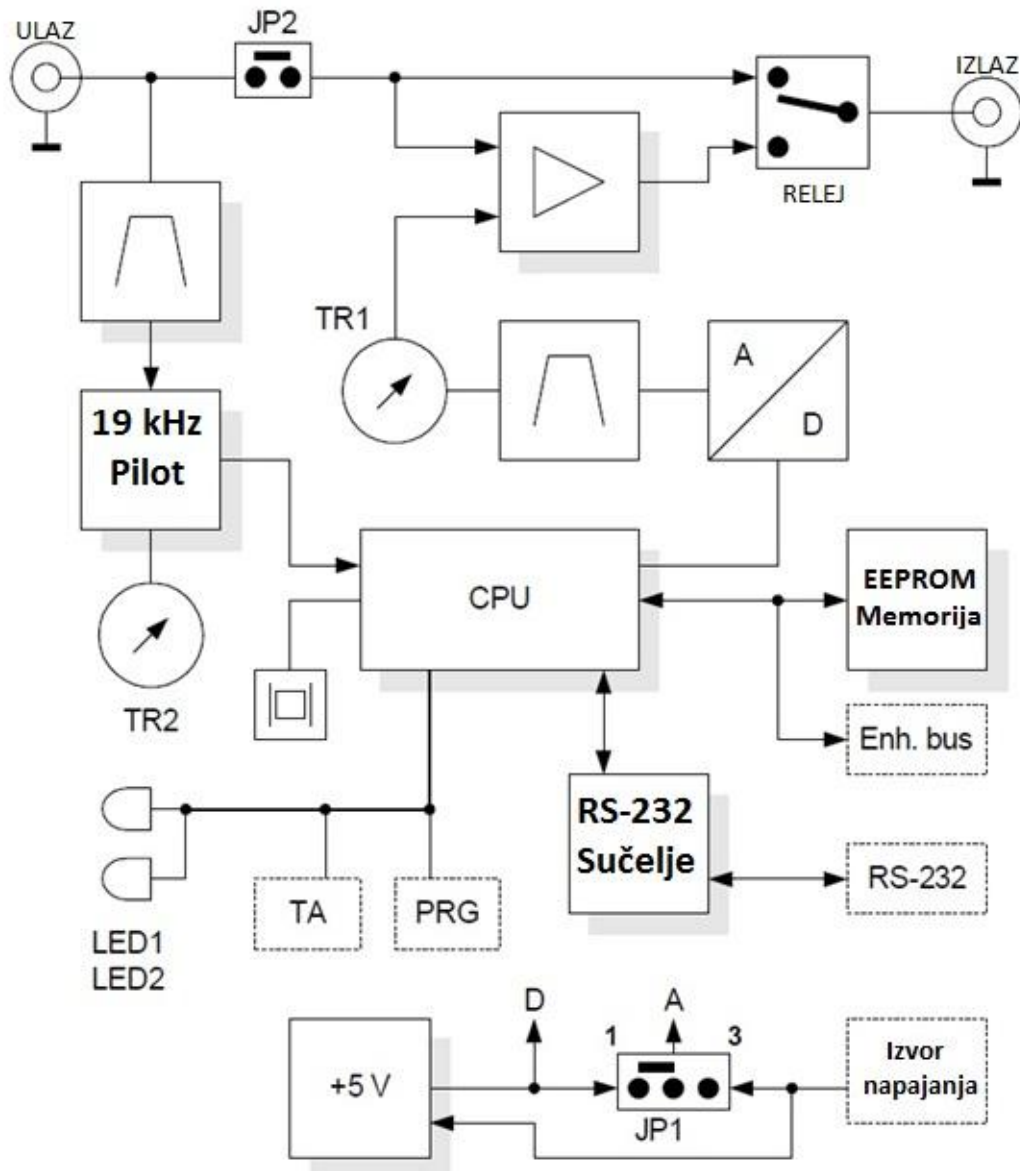 ULAZ
JP2
IZLAZ
RELEJ
TR1
A
D
19 kHz
Pilot
CPU
EEPROM
Memorija
TR2
Enh. bus
RS-232
Sučelje
RS-232
TA
PRG
LED1
LED2
D
A
1
3
+5 V
JP1
Izvor
napajanja